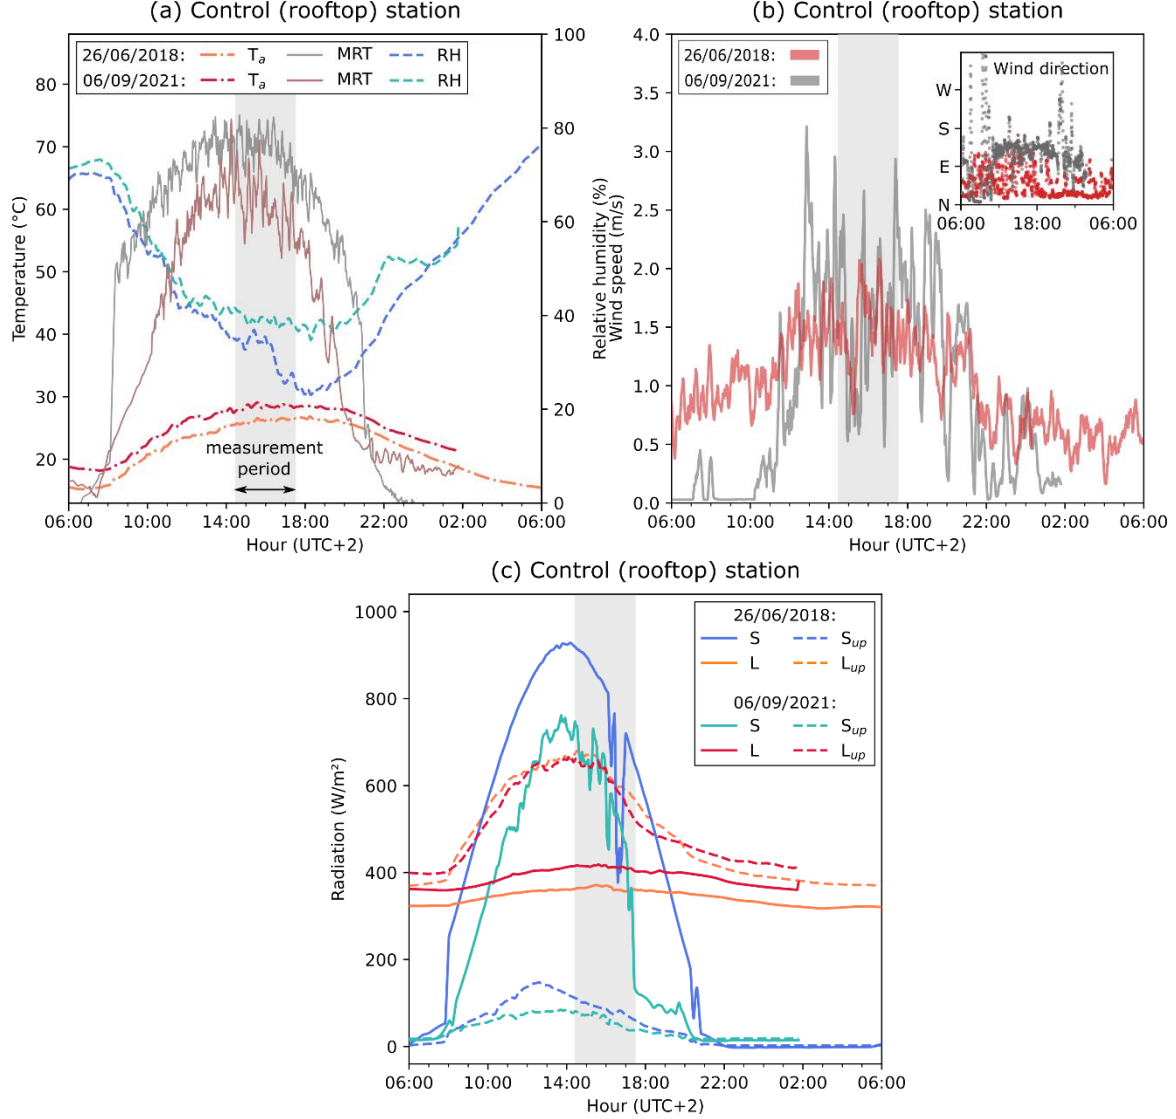 (a) Control (rooftop) station
26/06/2018: Tₐ MRT RH
06/09/2021: Tₐ MRT RH
Temperature (°C)
80
70
60
50
40
30
20
100
80
60
40
20
0
Relative humidity (%)
measurement
period
06:00 10:00 14:00 18:00 22:00 02:00 06:00
Hour (UTC+2)
(b) Control (rooftop) station
26/06/2018:
06/09/2021:
Wind speed (m/s)
4.0
3.5
3.0
2.5
2.0
1.5
1.0
0.5
0.0
Wind direction
W
S
E
N
06:00 18:00 06:00
06:00 10:00 14:00 18:00 22:00 02:00 06:00
Hour (UTC+2)
(c) Control (rooftop) station
Radiation (W/m²)
1000
800
600
400
200
0
26/06/2018:
S S_up
L L_up
06/09/2021:
S S_up
L L_up
06:00 10:00 14:00 18:00 22:00 02:00 06:00
Hour (UTC+2)